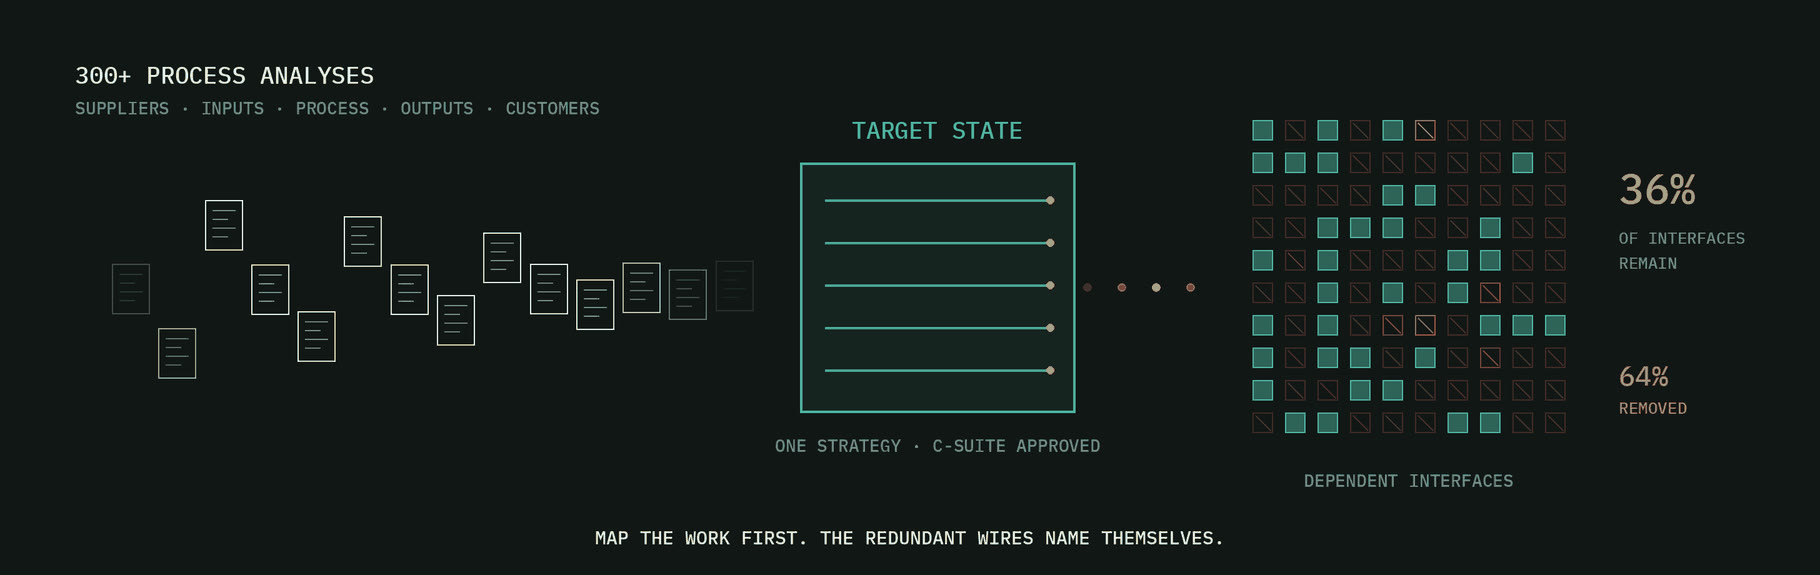 300+ PROCESS ANALYSES
SUPPLIERS · INPUTS · PROCESS · OUTPUTS · CUSTOMERS
TARGET STATE
ONE STRATEGY · C-SUITE APPROVED
36%
OF INTERFACES
REMAIN
64%
REMOVED
DEPENDENT INTERFACES
MAP THE WORK FIRST. THE REDUNDANT WIRES NAME THEMSELVES.